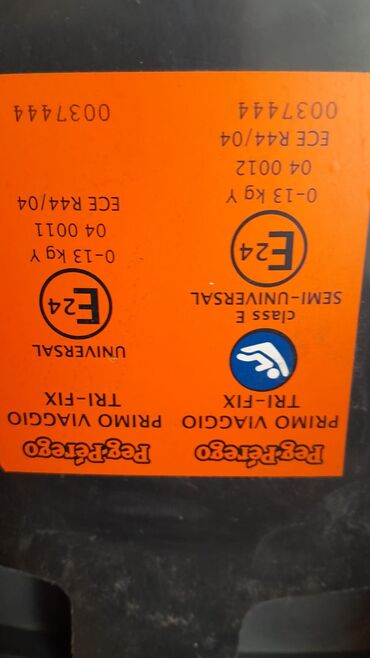 Peg-Pérego
PRIMO VIAGGIO
TRI-FIX
class E
SEMI-UNIVERSAL
E24
0-13 kg Y
04 0012
ECE R44/04
0037444
Peg-Pérego
PRIMO VIAGGIO
TRI-FIX
UNIVERSAL
E24
0-13 kg Y
04 0011
ECE R44/04
0037444